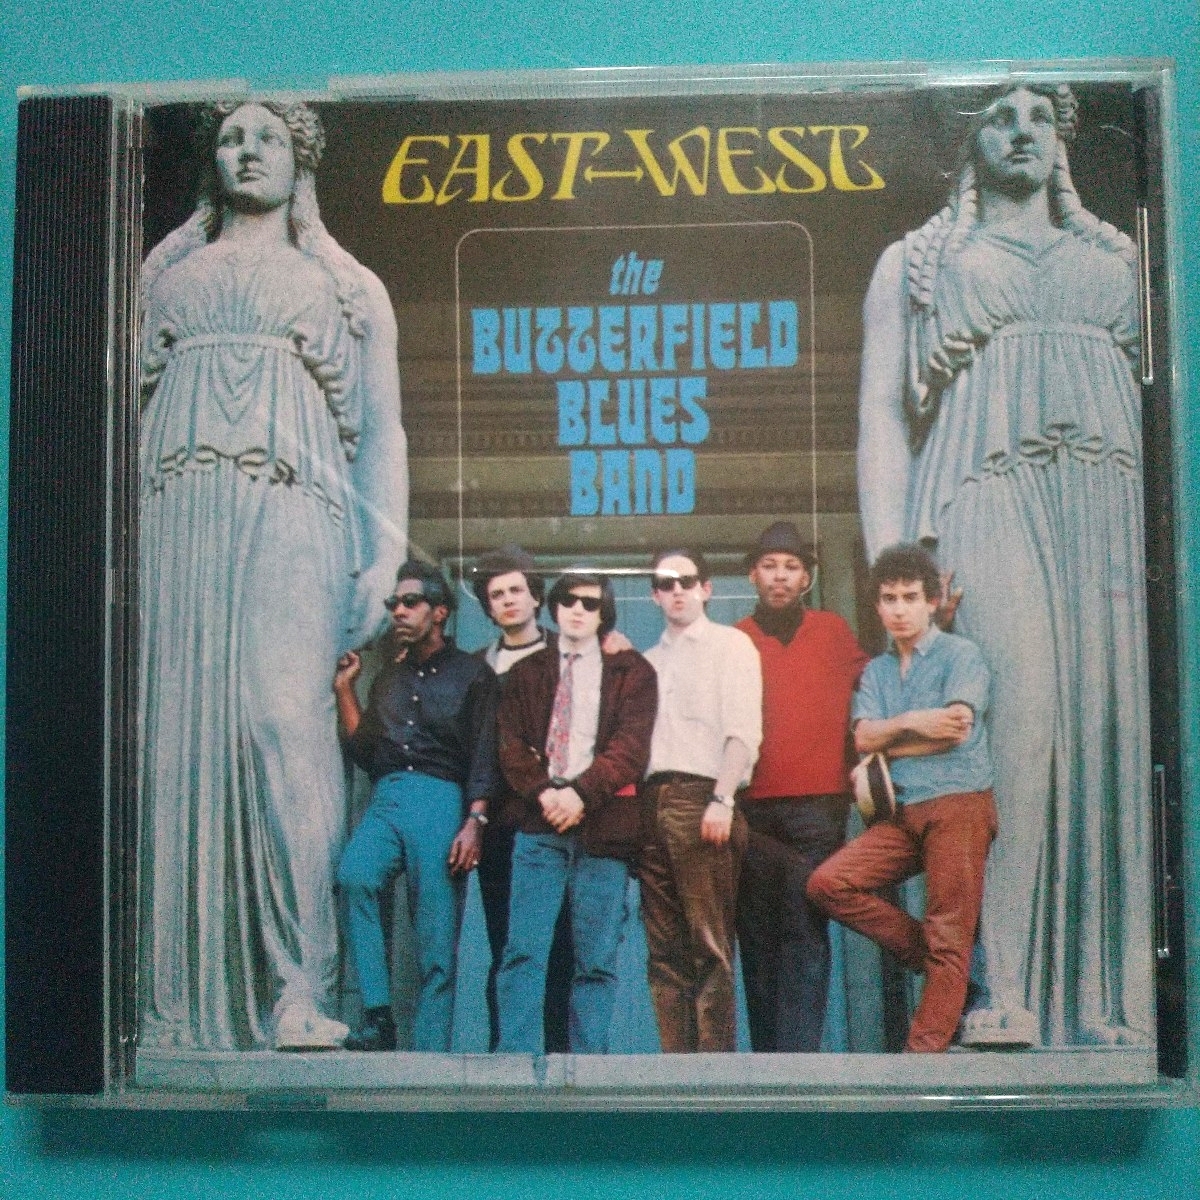 EAST↔WEST
the
BUTTERFIELD
BLUES
BAND